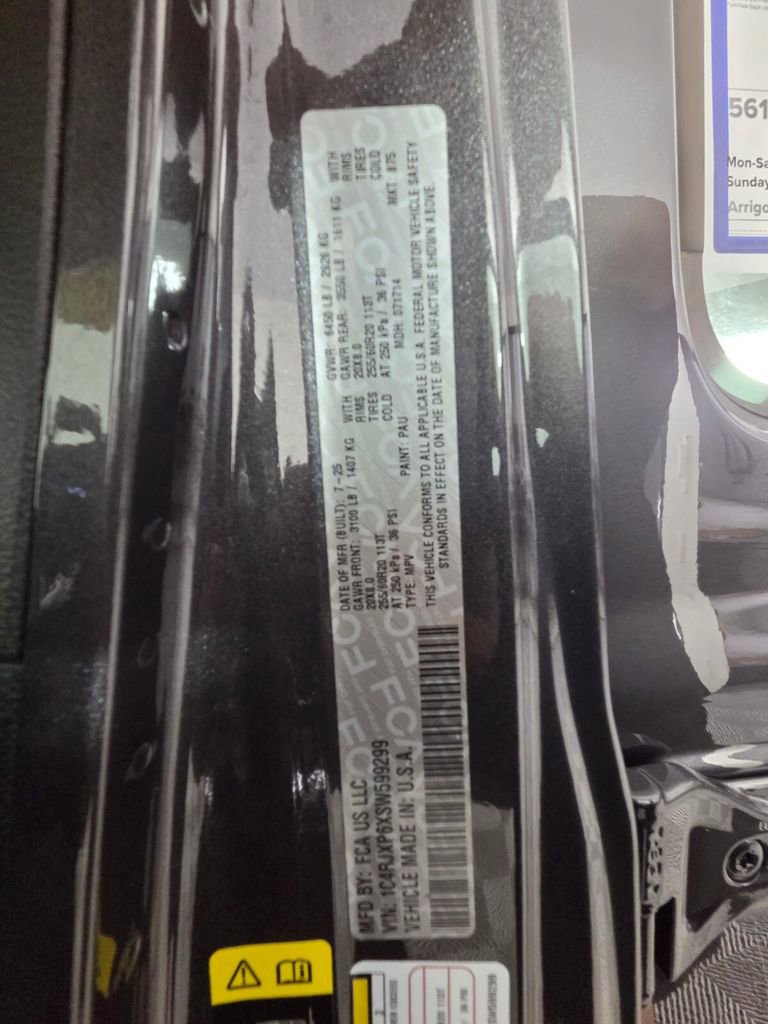 MFD BY: FCA US LLC
VIN: 1C4RJXP6XSW599299
VEHICLE MADE IN: U.S.A.
DATE OF MFR (BUILT): 7-25
GAWR FRONT: 3100 LB / 1407 KG WITH
20X8.0 RIMS
255/60R20 113T TIRES
AT 250 kPa / 36 PSI COLD
TYPE: MPV PAINT: PAU
GVWR: 6450 LB / 2926 KG
GAWR REAR: 3550 LB / 1611 KG WITH
20X8.0 RIMS
255/60R20 113T TIRES
AT 250 kPa / 36 PSI COLD
MDH: 071714 MKT: 875
THIS VEHICLE CONFORMS TO ALL APPLICABLE U.S.A. FEDERAL MOTOR VEHICLE SAFETY
STANDARDS IN EFFECT ON THE DATE OF MANUFACTURE SHOWN ABOVE.
561
Mon-Sa
Sunday
Arrigo